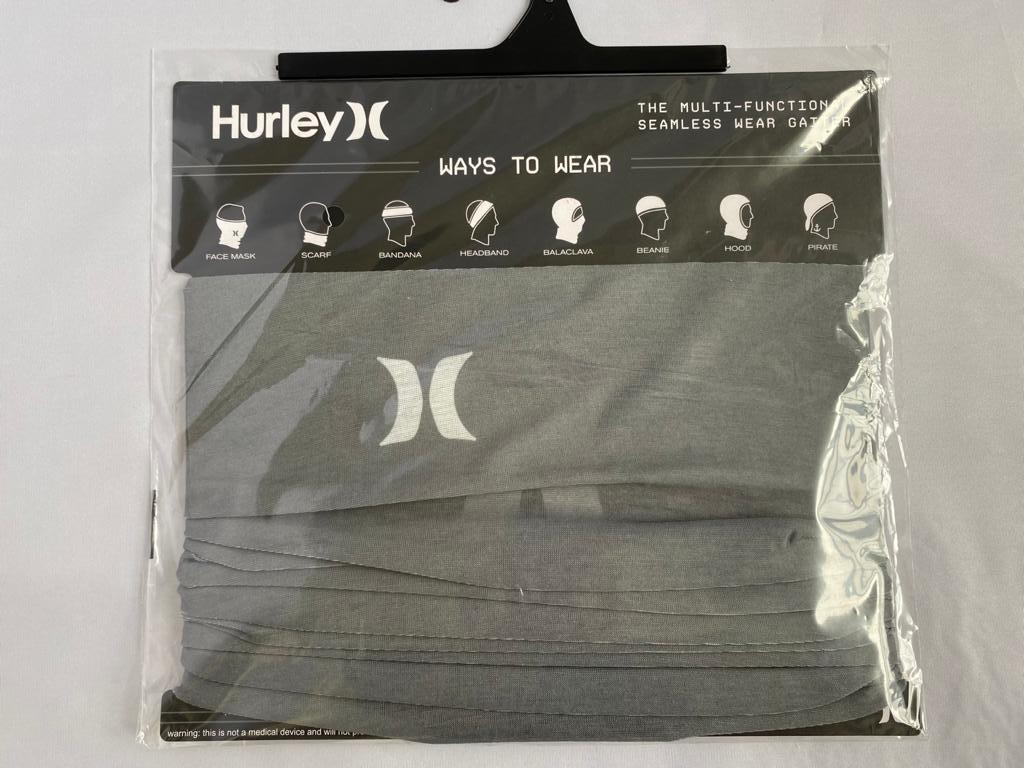 Hurley
THE MULTI-FUNCTIONAL
SEAMLESS WEAR GAITER
WAYS TO WEAR
FACE MASK
SCARF
BANDANA
HEADBAND
BALACLAVA
BEANIE
HOOD
PIRATE
warning: this is not a medical device and will not